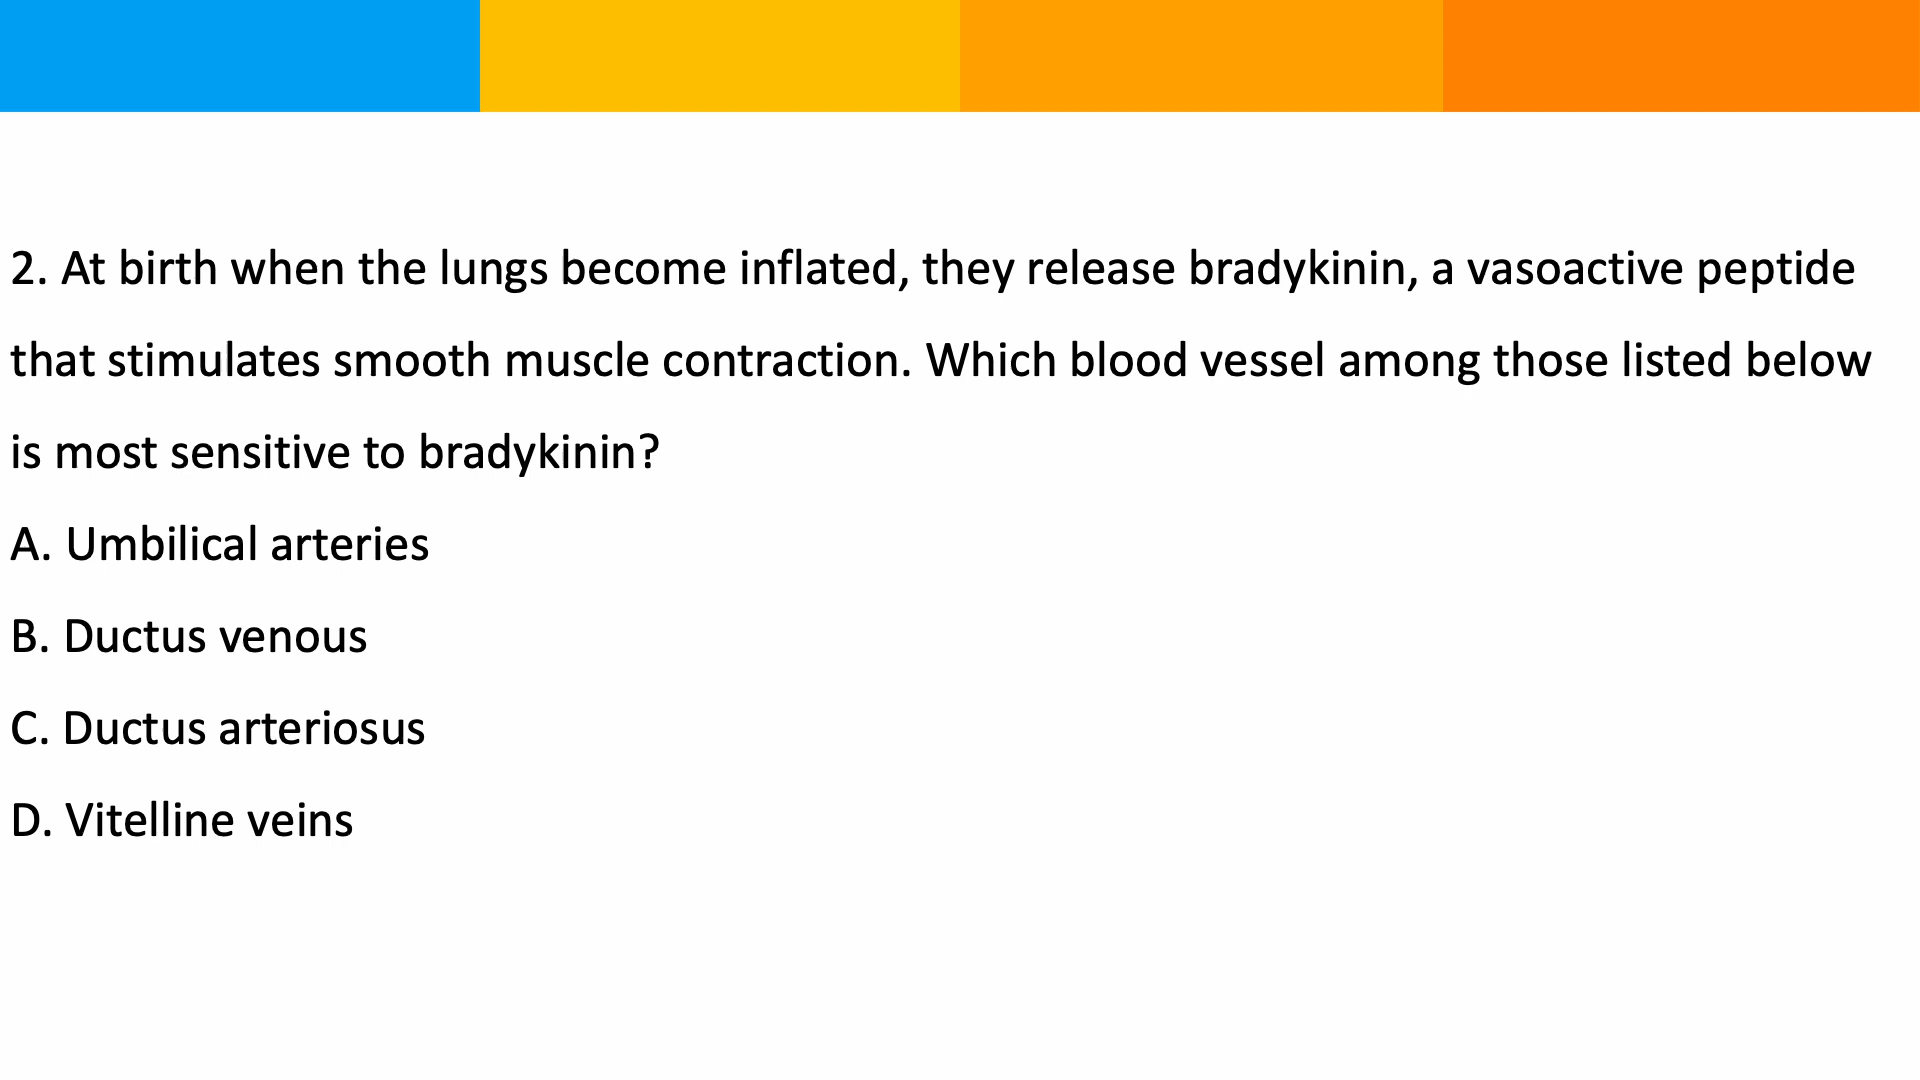 2. At birth when the lungs become inflated, they release bradykinin, a vasoactive peptide
that stimulates smooth muscle contraction. Which blood vessel among those listed below
is most sensitive to bradykinin?
A. Umbilical arteries
B. Ductus venous
C. Ductus arteriosus
D. Vitelline veins